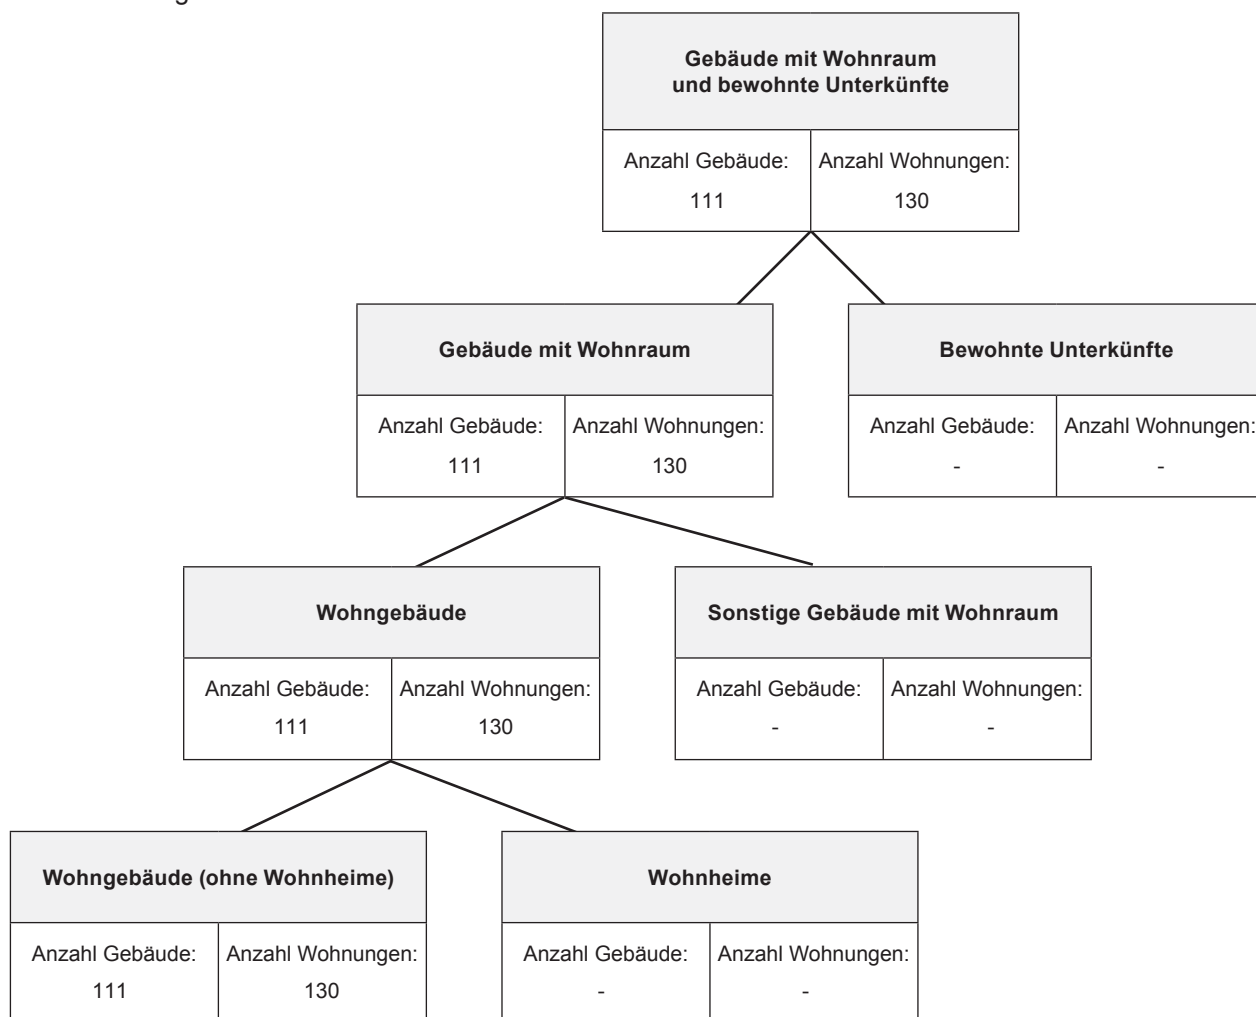 Gebäude mit Wohnraum
und bewohnte Unterkünfte
Anzahl Gebäude: Anzahl Wohnungen:
111 130
Gebäude mit Wohnraum Bewohnte Unterkünfte
Anzahl Gebäude: Anzahl Wohnungen: Anzahl Gebäude: Anzahl Wohnungen:
111 130 - -
Wohngebäude Sonstige Gebäude mit Wohnraum
Anzahl Gebäude: Anzahl Wohnungen: Anzahl Gebäude: Anzahl Wohnungen:
111 130 - -
Wohngebäude (ohne Wohnheime) Wohnheime
Anzahl Gebäude: Anzahl Wohnungen: Anzahl Gebäude: Anzahl Wohnungen:
111 130 - -